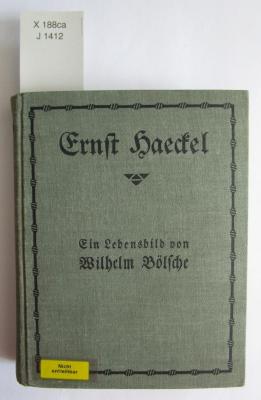 X 188ca
J 1412
Ernst Haeckel
Ein Lebensbild von
Wilhelm Bölsche
Nicht
entleihbar